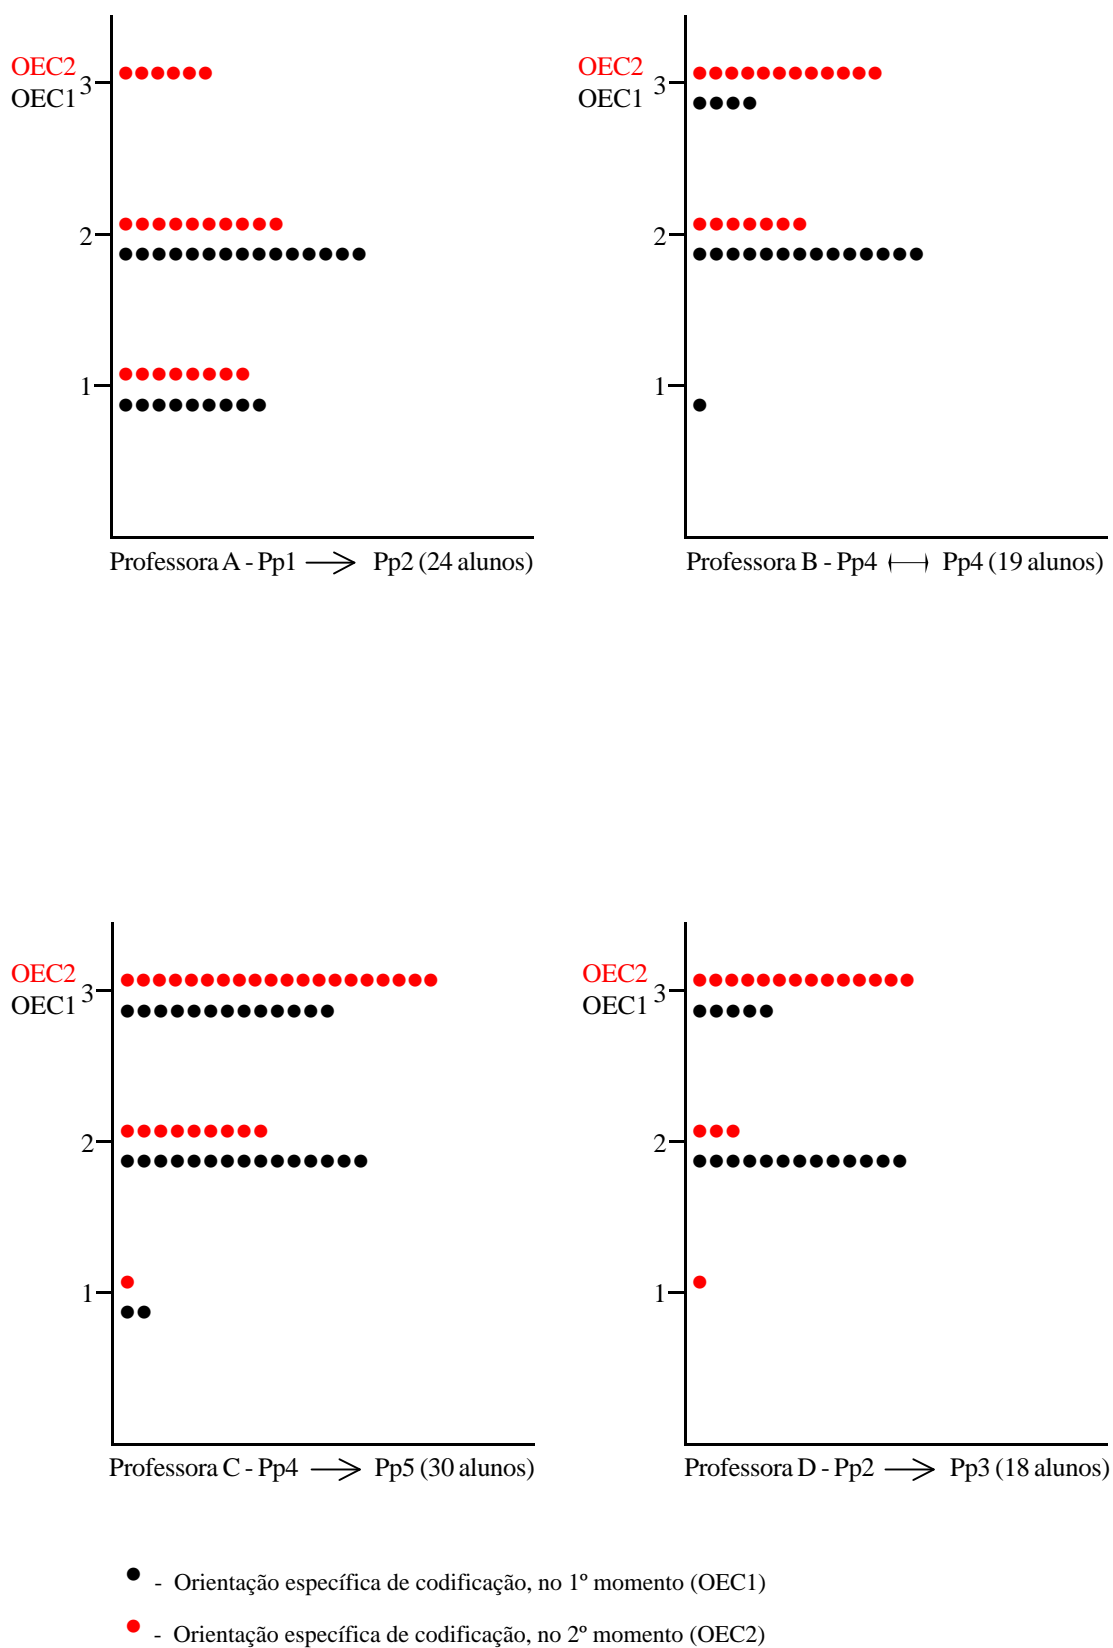 OEC2
OEC1
3
2
1
Professora A - Pp1 → Pp2 (24 alunos)
OEC2
OEC1
3
2
1
Professora B - Pp4 ↔ Pp4 (19 alunos)
OEC2
OEC1
3
2
1
Professora C - Pp4 → Pp5 (30 alunos)
OEC2
OEC1
3
2
1
Professora D - Pp2 → Pp3 (18 alunos)
- Orientação específica de codificação, no 1º momento (OEC1)
- Orientação específica de codificação, no 2º momento (OEC2)